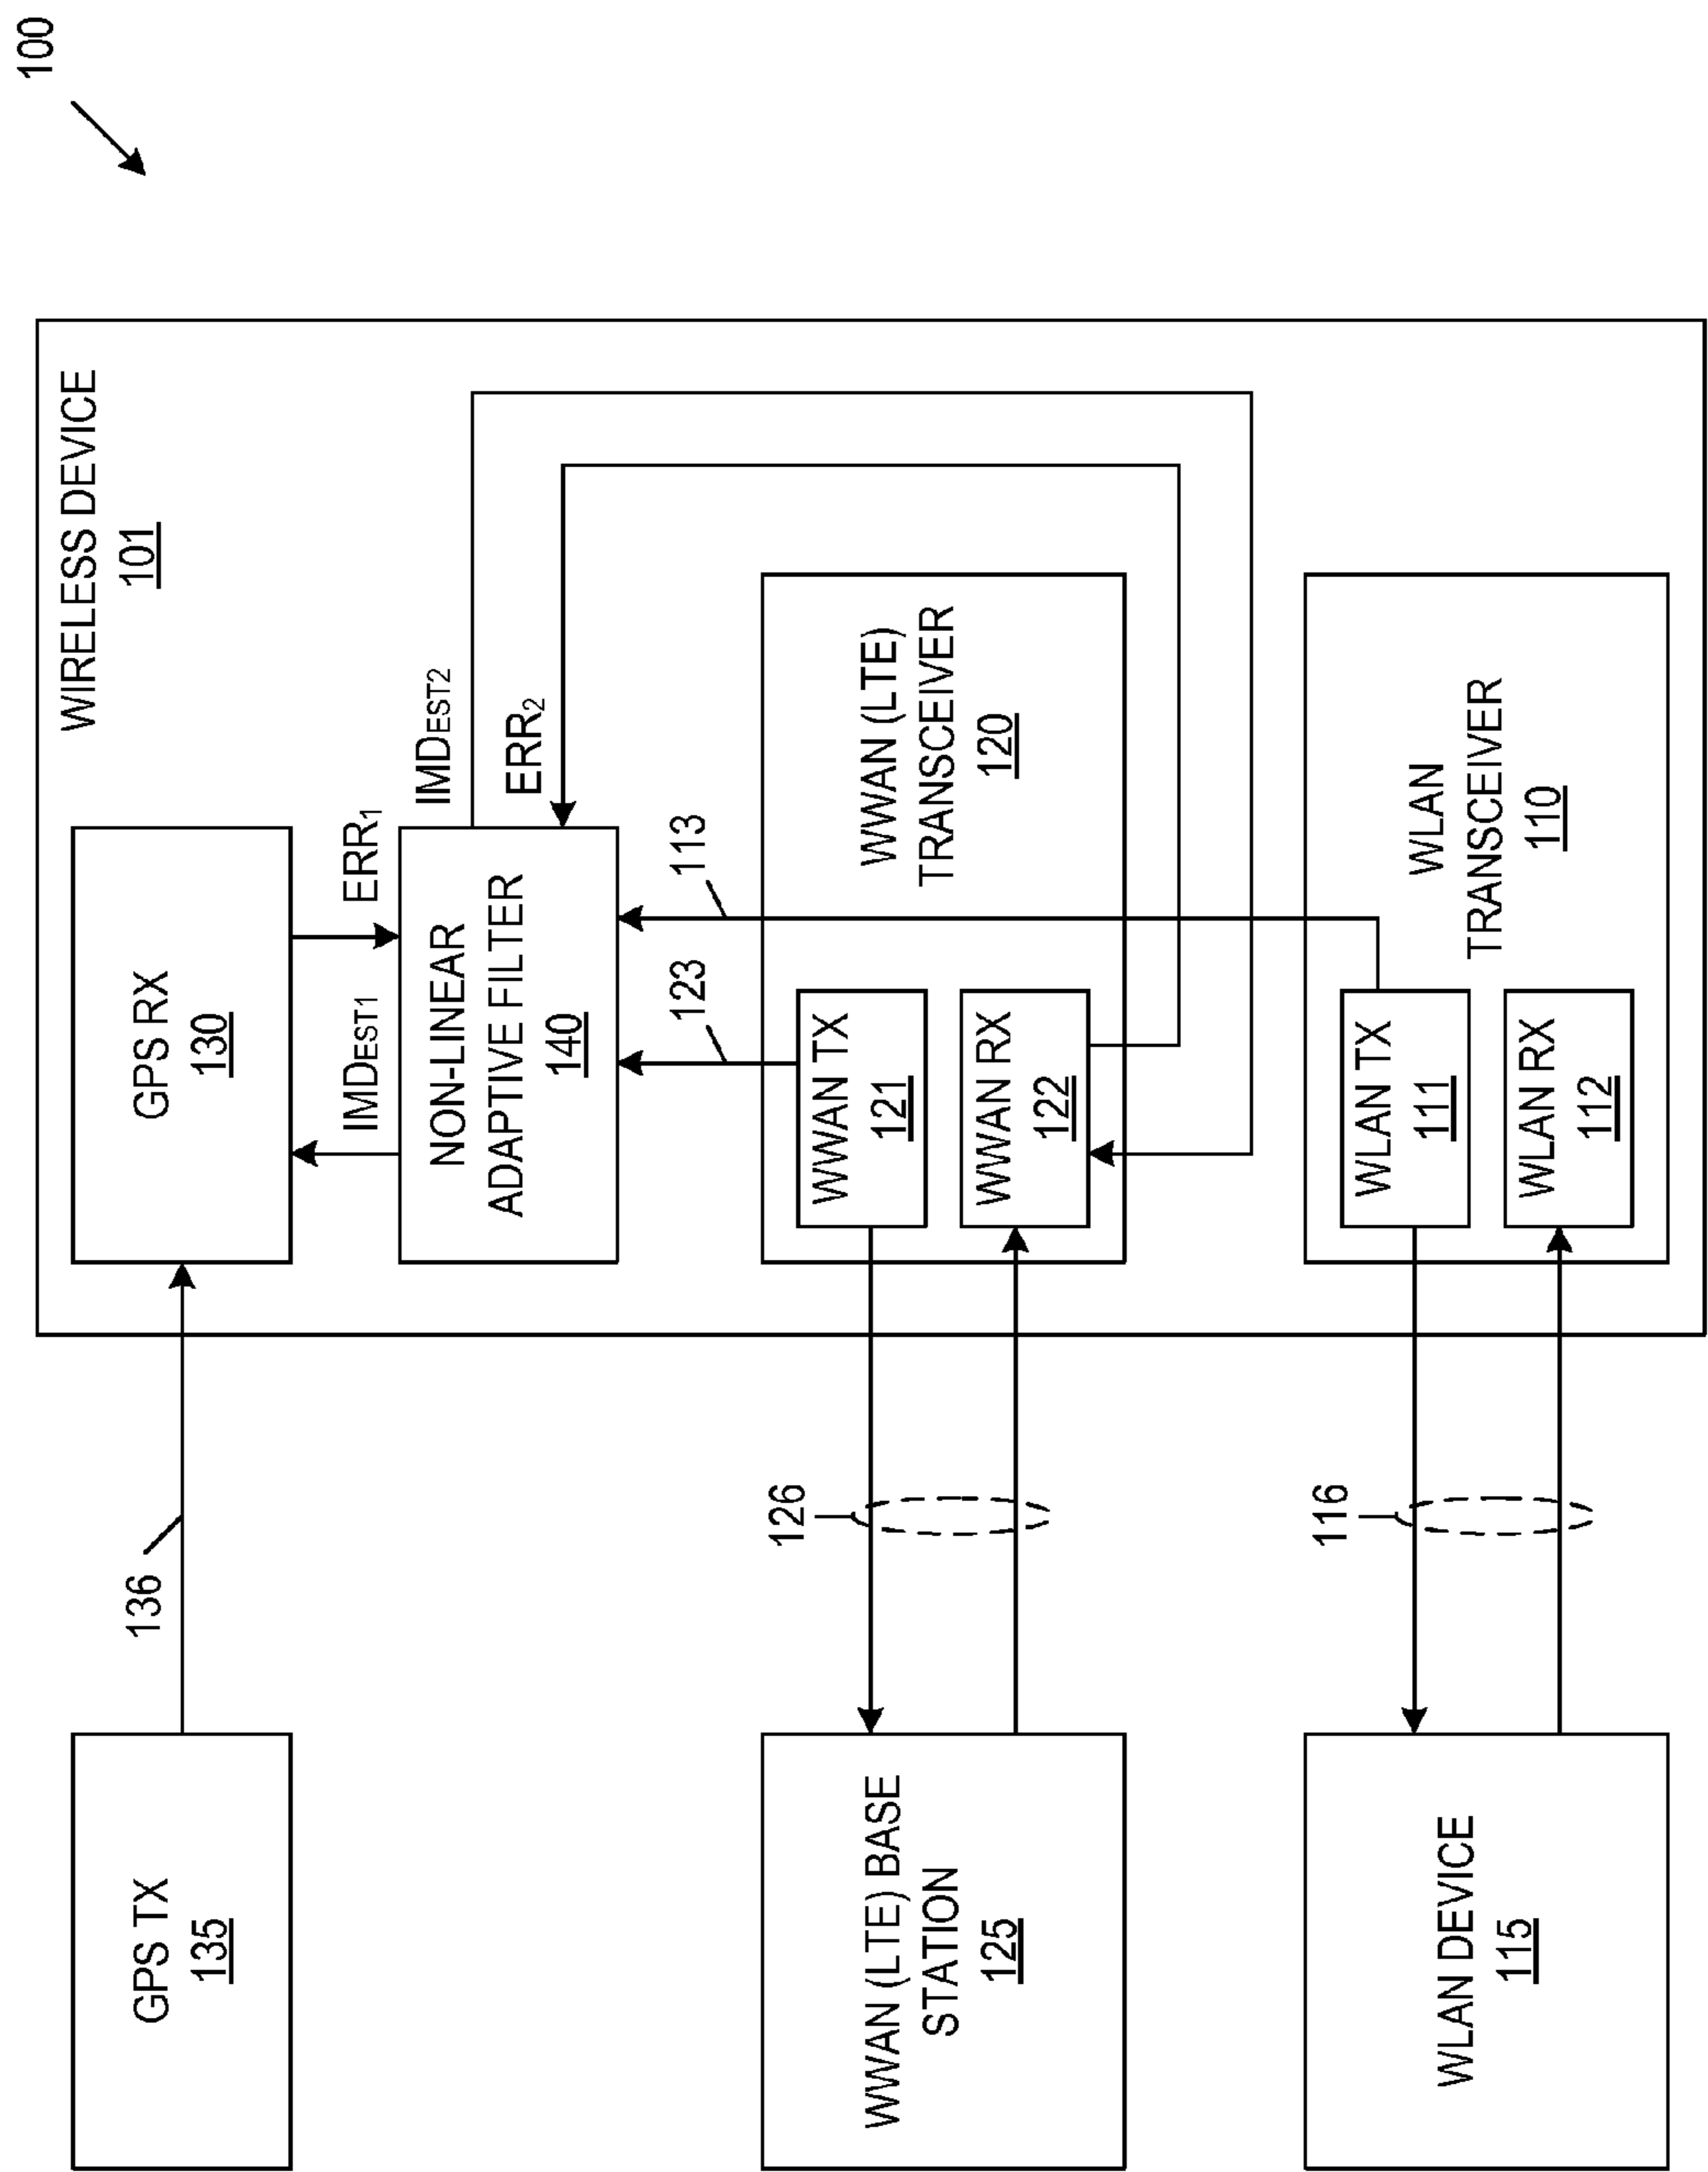 100
WIRELESS DEVICE
101
GPS TX
135
136
GPS RX
130
IMDEST1
ERR1
NON-LINEAR
ADAPTIVE FILTER
140
IMDEST2
ERR2
123
113
WWAN (LTE) BASE
STATION
125
126
WWAN TX
121
WWAN RX
122
WWAN (LTE)
TRANSCEIVER
120
WLAN DEVICE
115
116
WLAN TX
111
WLAN RX
112
WLAN
TRANSCEIVER
110